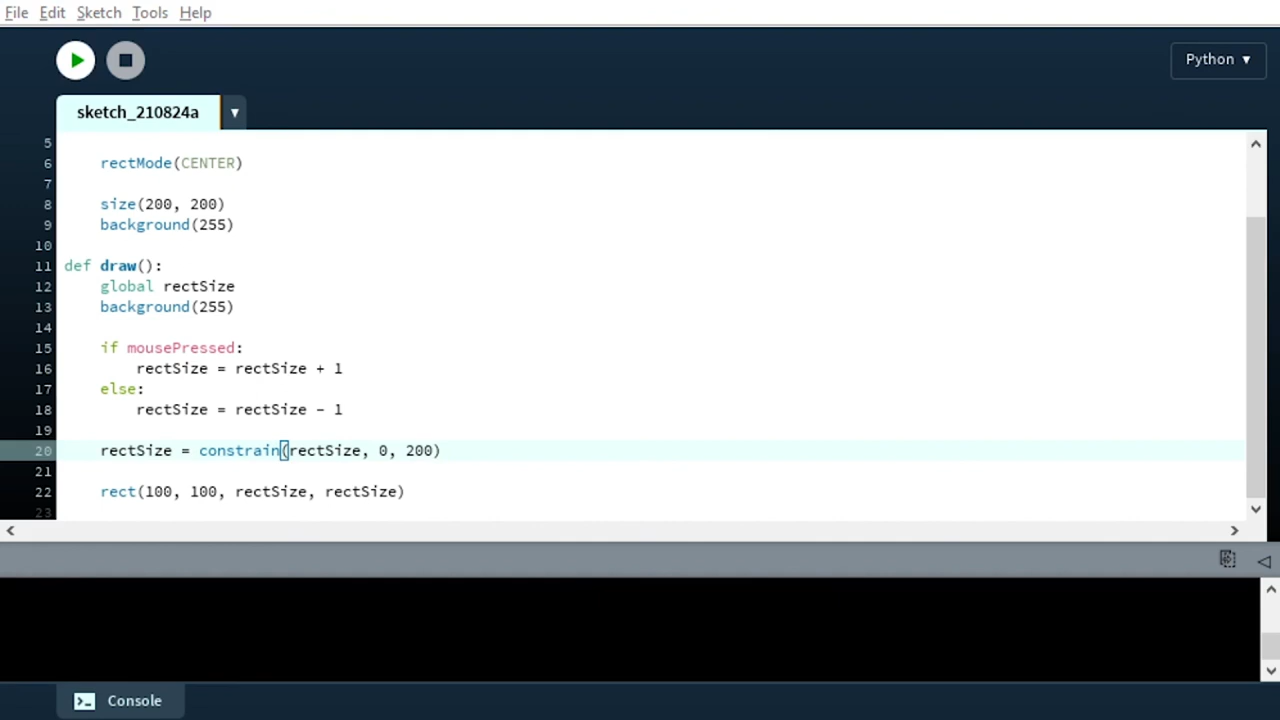 File Edit Sketch Tools Help
Python ▼
sketch_210824a ▼
5
6 rectMode(CENTER)
7
8 size(200, 200)
9 background(255)
10
11 def draw():
12 global rectSize
13 background(255)
14
15 if mousePressed:
16 rectSize = rectSize + 1
17 else:
18 rectSize = rectSize - 1
19
20 rectSize = constrain(rectSize, 0, 200)
21
22 rect(100, 100, rectSize, rectSize)
23
Console